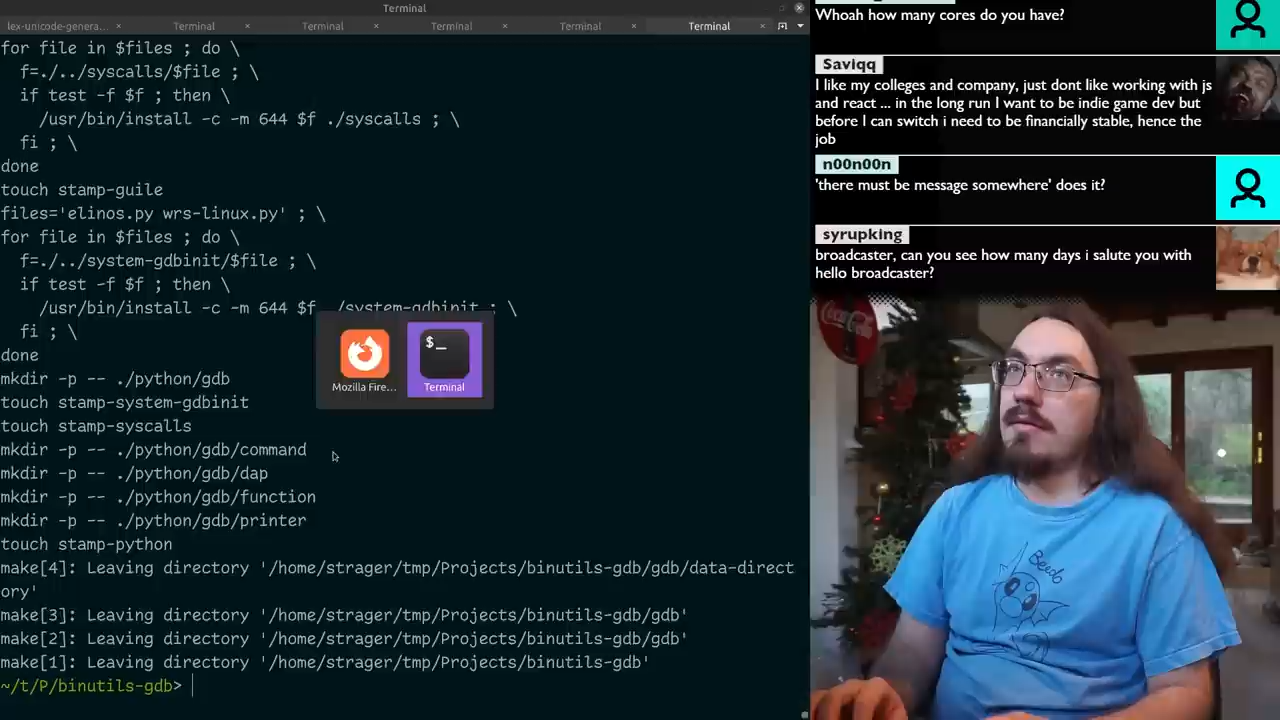 Terminal
lex-unicode-genera...
Terminal
Terminal
Terminal
Terminal
Terminal
for file in $files ; do \
f=./../syscalls/$file ; \
if test -f $f ; then \
/usr/bin/install -c -m 644 $f ./syscalls ; \
fi ; \
done
touch stamp-guile
files='elinos.py wrs-linux.py' ; \
for file in $files ; do \
f=./../system-gdbinit/$file ; \
if test -f $f ; then \
/usr/bin/install -c -m 644 $f ./system-gdbinit ; \
fi ; \
done
mkdir -p -- ./python/gdb
touch stamp-system-gdbinit
touch stamp-syscalls
mkdir -p -- ./python/gdb/command
mkdir -p -- ./python/gdb/dap
mkdir -p -- ./python/gdb/function
mkdir -p -- ./python/gdb/printer
touch stamp-python
make[4]: Leaving directory '/home/strager/tmp/Projects/binutils-gdb/gdb/data-direct
ory'
make[3]: Leaving directory '/home/strager/tmp/Projects/binutils-gdb/gdb'
make[2]: Leaving directory '/home/strager/tmp/Projects/binutils-gdb/gdb'
make[1]: Leaving directory '/home/strager/tmp/Projects/binutils-gdb'
~/t/P/binutils-gdb>
$_
Mozilla Fire...
Terminal
Whoah how many cores do you have?
Saviqq
I like my colleges and company, just dont like working with js
and react ... in the long run I want to be indie game dev but
before I can switch i need to be financially stable, hence the
job
n00n00n
'there must be message somewhere' does it?
syrupking
broadcaster, can you see how many days i salute you with
hello broadcaster?
Coca-Cola
Beedo